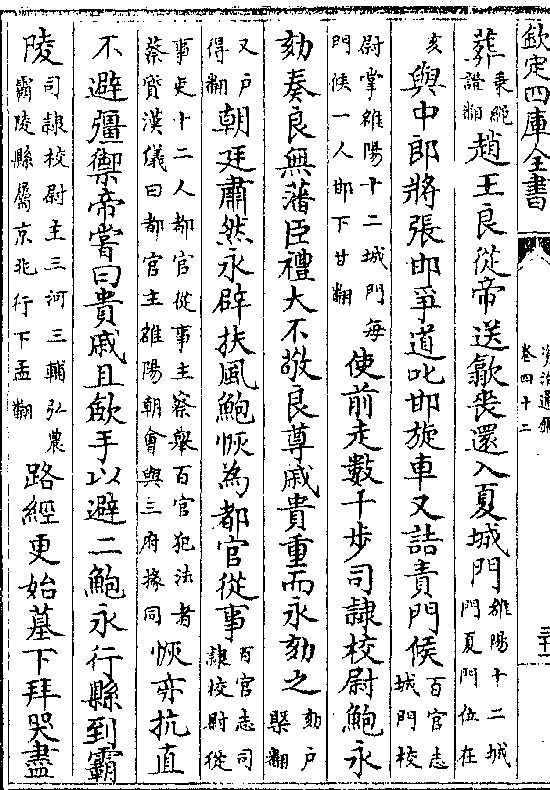 欽定四庫全書
資治通鑑
卷四十二
葬乗繩證翻趙王良從帝送歙喪還入夏城門雒陽十二城門夏門位在
亥與中郎將張邯爭道叱邯旋車又詰責門候百官志城門校
尉掌雒陽十二城門每門候一人邯下甘翻使前走數十步司隸校尉鮑永
劾奏良無藩臣禮大不敬良尊戚貴重而永劾之劾戶槩翻
又戶得翻朝廷肅然永辟扶風鮑恢為都官從事百官志司隸校尉從
事史十二人都官從事主察舉百官犯法者蔡質漢儀曰都官主雒陽朝會與三府掾同恢亦抗直
不避彊禦帝嘗曰貴戚且斂手以避二鮑永行縣到霸
陵司隸校尉主三河三輔弘農霸陵縣屬京兆行下孟翻路經更始墓下拜哭盡